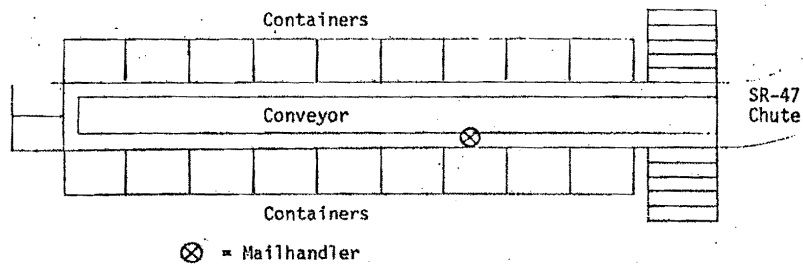 Containers
Conveyor
SR-47
Chute
Containers
⊗ = Mailhandler